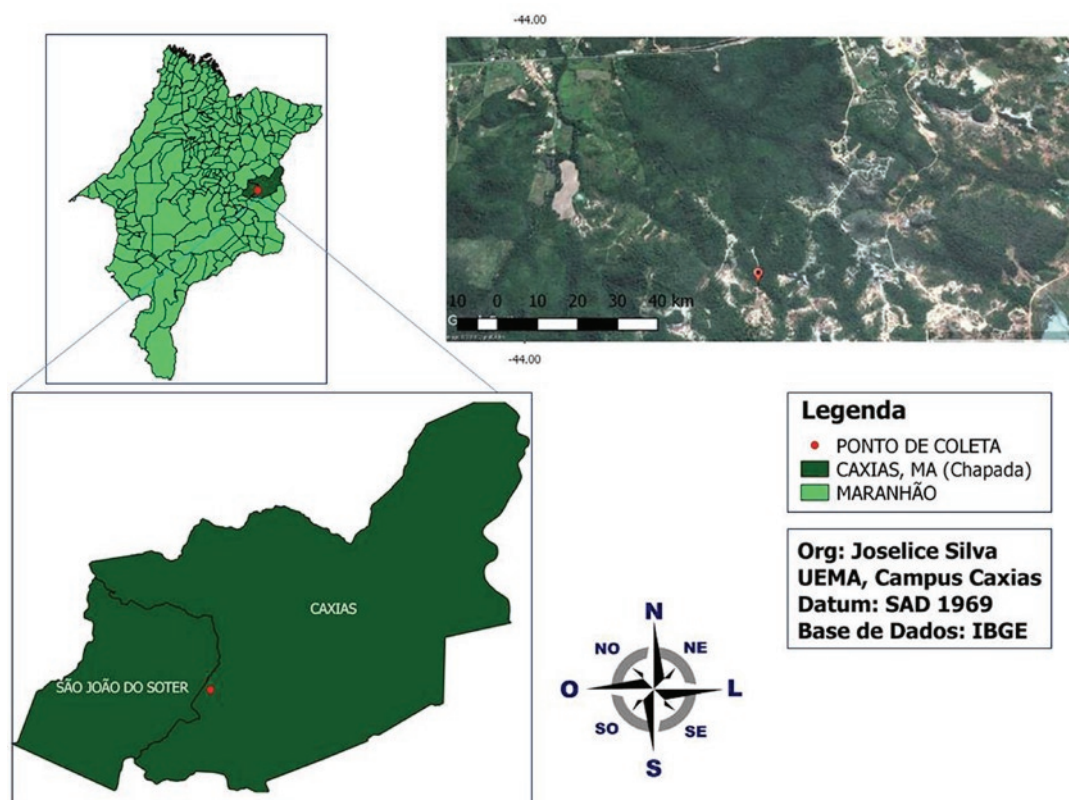 -44.00
-10 0 10 20 30 40 km
-44.00
CAXIAS
SÃO JOÃO DO SOTER
Legenda
PONTO DE COLETA
CAXIAS, MA (Chapada)
MARANHÃO
Org: Joselice Silva
UEMA, Campus Caxias
Datum: SAD 1969
Base de Dados: IBGE
N
NO NE
O L
SO SE
S